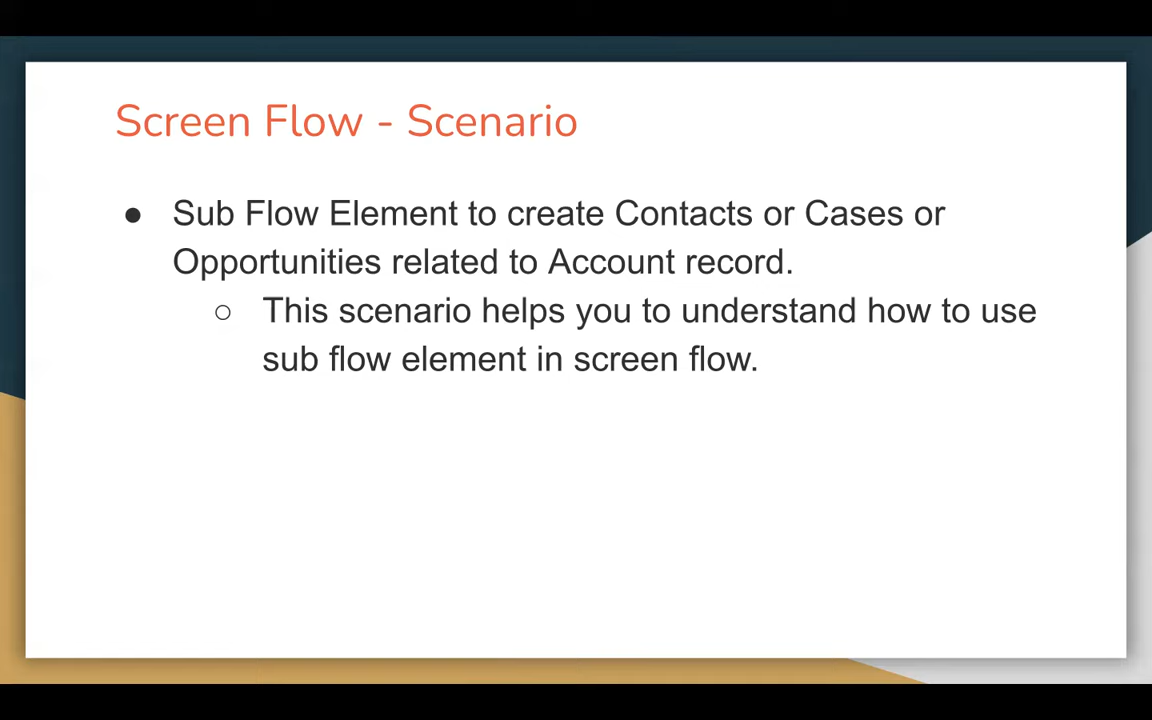 Screen Flow - Scenario
● Sub Flow Element to create Contacts or Cases or
Opportunities related to Account record.
○ This scenario helps you to understand how to use
sub flow element in screen flow.